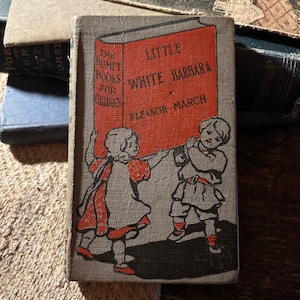 THE
DUMPY
BOOKS
FOR
CHILDREN
LITTLE
WHITE BARBARA
ELEANOR MARCH